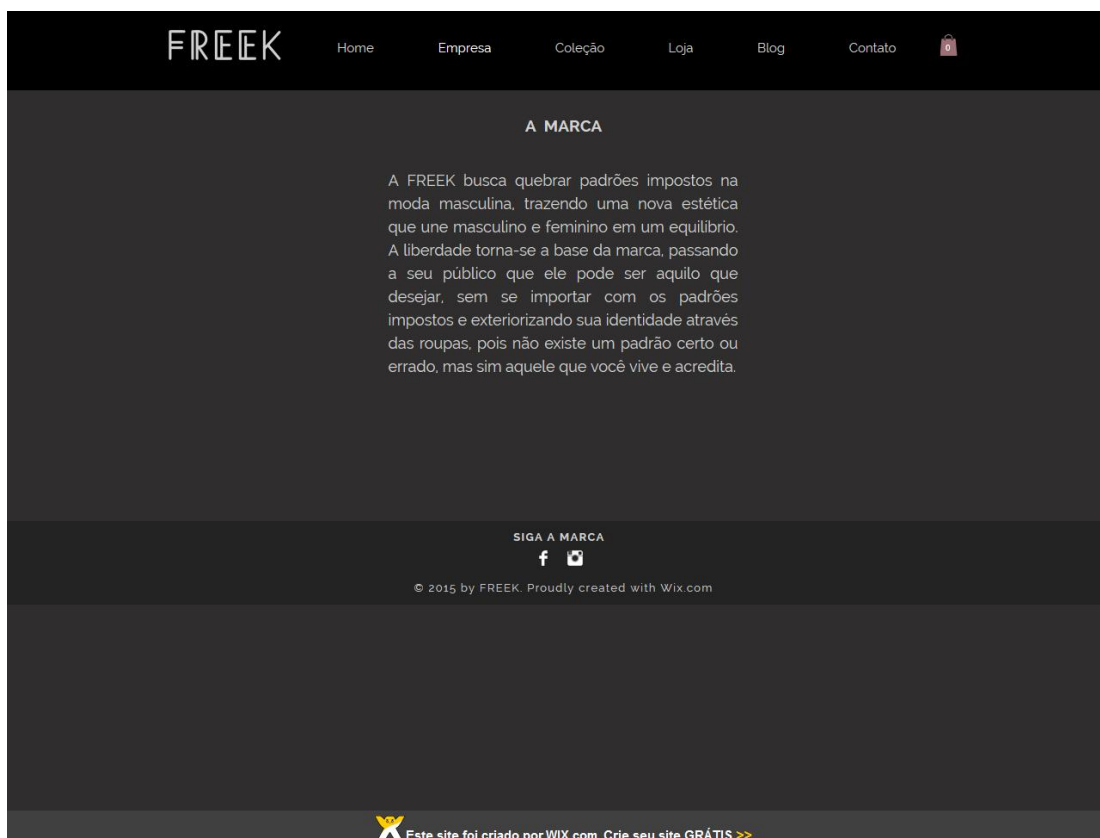 FREEK Home Empresa Coleção Loja Blog Contato 0
A MARCA
A FREEK busca quebrar padrões impostos na
moda masculina, trazendo uma nova estética
que une masculino e feminino em um equilíbrio.
A liberdade torna-se a base da marca, passando
a seu público que ele pode ser aquilo que
desejar, sem se importar com os padrões
impostos e exteriorizando sua identidade através
das roupas, pois não existe um padrão certo ou
errado, mas sim aquele que você vive e acredita.
SIGA A MARCA
© 2015 by FREEK. Proudly created with Wix.com
Este site foi criado por WIX.com. Crie seu site GRÁTIS >>